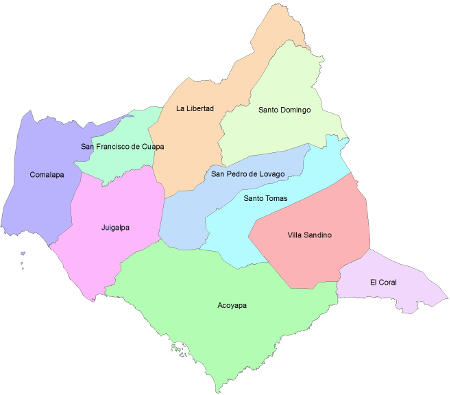 La Libertad
Santo Domingo
San Francisco de Cuapa
Comalapa
San Pedro de Lovago
Santo Tomas
Juigalpa
Villa Sandino
El Coral
Acoyapa